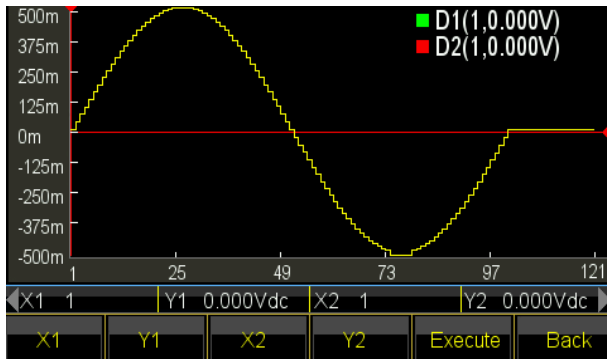 500m
D1(1,0.000V)
375m
D2(1,0.000V)
250m
125m
0m
-125m
-250m
-375m
-500m
1 25 49 73 97 121
X1 1 Y1 0.000Vdc X2 1 Y2 0.000Vdc
X1 Y1 X2 Y2 Execute Back